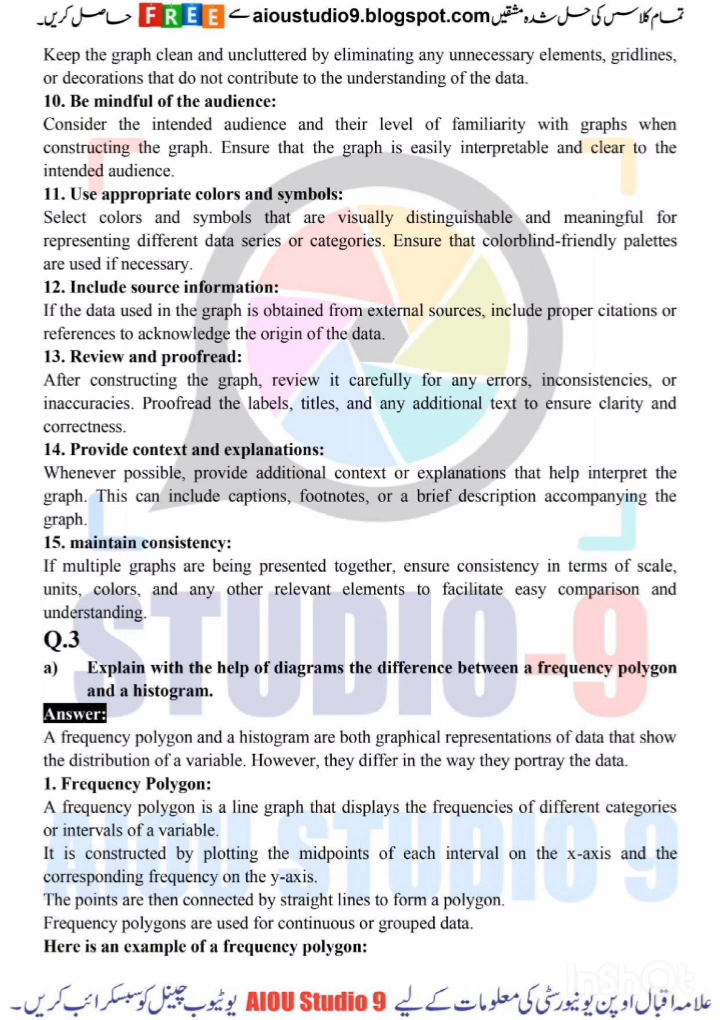 تمام کلاسس کی حل شدہ مشقیں aioustudio9.blogspot.com سے FREE حاصل کریں۔
Keep the graph clean and uncluttered by eliminating any unnecessary elements, gridlines,
or decorations that do not contribute to the understanding of the data.
10. Be mindful of the audience:
Consider the intended audience and their level of familiarity with graphs when
constructing the graph. Ensure that the graph is easily interpretable and clear to the
intended audience.
11. Use appropriate colors and symbols:
Select colors and symbols that are visually distinguishable and meaningful for
representing different data series or categories. Ensure that colorblind-friendly palettes
are used if necessary.
12. Include source information:
If the data used in the graph is obtained from external sources, include proper citations or
references to acknowledge the origin of the data.
13. Review and proofread:
After constructing the graph, review it carefully for any errors, inconsistencies, or
inaccuracies. Proofread the labels, titles, and any additional text to ensure clarity and
correctness.
14. Provide context and explanations:
Whenever possible, provide additional context or explanations that help interpret the
graph. This can include captions, footnotes, or a brief description accompanying the
graph.
15. maintain consistency:
If multiple graphs are being presented together, ensure consistency in terms of scale,
units, colors, and any other relevant elements to facilitate easy comparison and
understanding.
STUDIO-9
Q.3
a) Explain with the help of diagrams the difference between a frequency polygon
and a histogram.
Answer:
A frequency polygon and a histogram are both graphical representations of data that show
the distribution of a variable. However, they differ in the way they portray the data.
1. Frequency Polygon:
A frequency polygon is a line graph that displays the frequencies of different categories
or intervals of a variable.
AIOU STUDIO 9
It is constructed by plotting the midpoints of each interval on the x-axis and the
corresponding frequency on the y-axis.
The points are then connected by straight lines to form a polygon.
Frequency polygons are used for continuous or grouped data.
Here is an example of a frequency polygon:
InShOt
علامہ اقبال اوپن یونیورسٹی کی معلومات کے لیے AIOU Studio 9 یوٹیوب چینل کو سبسکرائب کریں۔